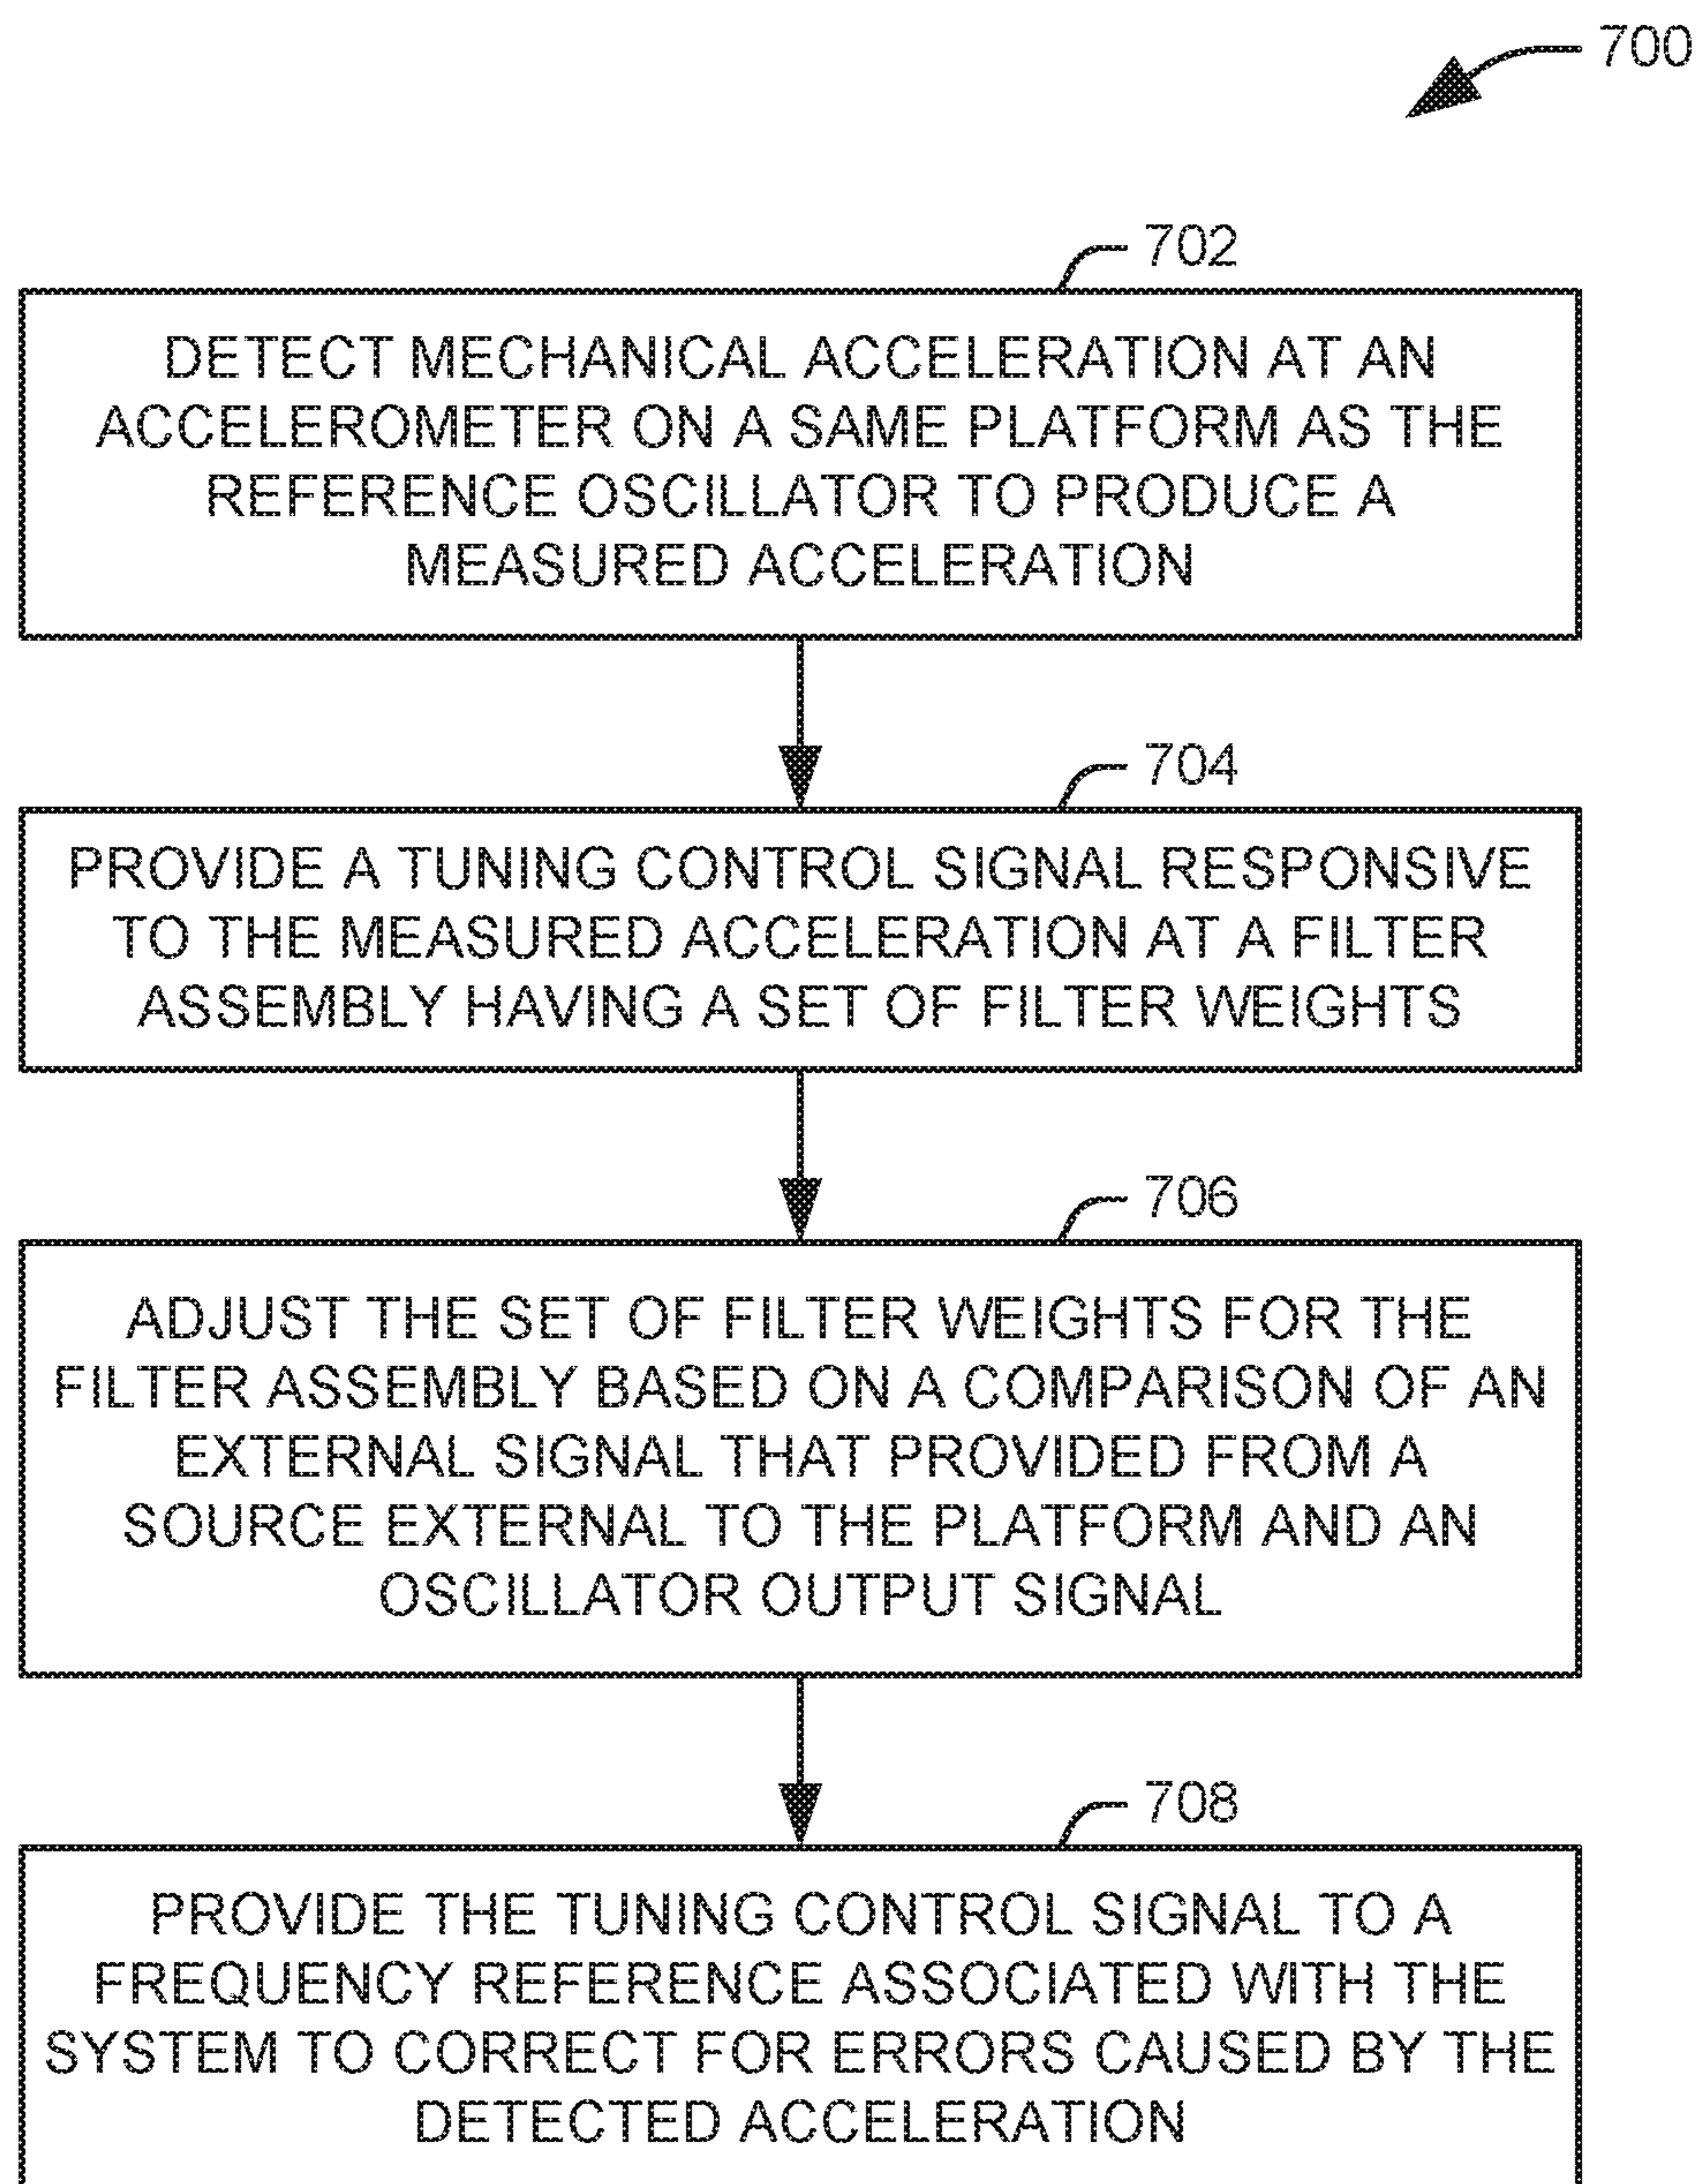 700
702
DETECT MECHANICAL ACCELERATION AT AN
ACCELEROMETER ON A SAME PLATFORM AS THE
REFERENCE OSCILLATOR TO PRODUCE A
MEASURED ACCELERATION
704
PROVIDE A TUNING CONTROL SIGNAL RESPONSIVE
TO THE MEASURED ACCELERATION AT A FILTER
ASSEMBLY HAVING A SET OF FILTER WEIGHTS
706
ADJUST THE SET OF FILTER WEIGHTS FOR THE
FILTER ASSEMBLY BASED ON A COMPARISON OF AN
EXTERNAL SIGNAL THAT PROVIDED FROM A
SOURCE EXTERNAL TO THE PLATFORM AND AN
OSCILLATOR OUTPUT SIGNAL
708
PROVIDE THE TUNING CONTROL SIGNAL TO A
FREQUENCY REFERENCE ASSOCIATED WITH THE
SYSTEM TO CORRECT FOR ERRORS CAUSED BY THE
DETECTED ACCELERATION